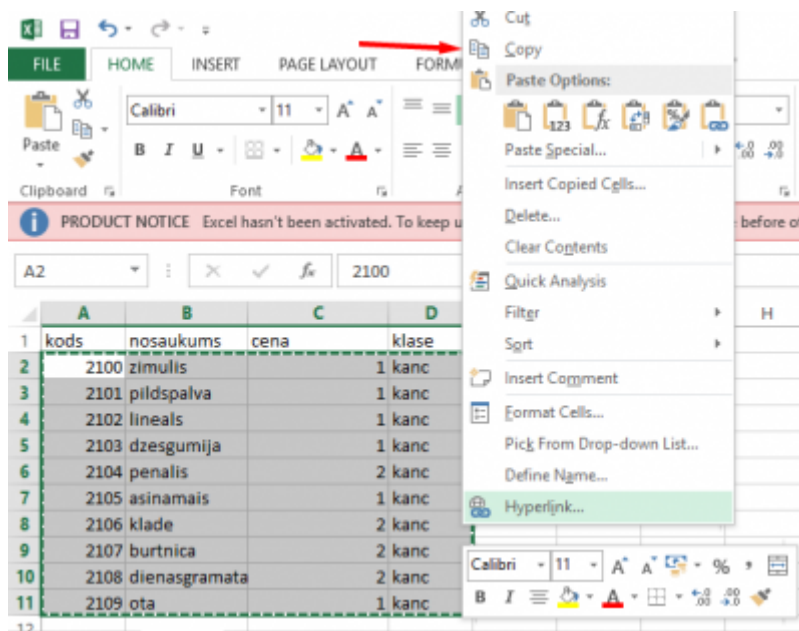 FILE HOME INSERT PAGE LAYOUT
Calibri 11 A A
Paste
B I U A
Clipboard Font
PRODUCT NOTICE Excel hasn't been activated. To keep u
before o
A2 fx 2100
A B C D H
1 kods nosaukums cena klase
2 2100 zimulis 1 kanc
3 2101 pildspalva 1 kanc
4 2102 lineals 1 kanc
5 2103 dzesgumija 1 kanc
6 2104 penalis 2 kanc
7 2105 asinamais 1 kanc
8 2106 klade 2 kanc
9 2107 burtnica 2 kanc
10 2108 dienasgramata 2 kanc
11 2109 ota 1 kanc
12
Cut
Copy
Paste Options:
123 fx %
Paste Special...
Insert Copied Cells...
Delete...
Clear Contents
Quick Analysis
Filter
Sort
Insert Comment
Format Cells...
Pick From Drop-down List...
Define Name...
Hyperlink...
Calibri 11 A A % ,
B I A .00 .00